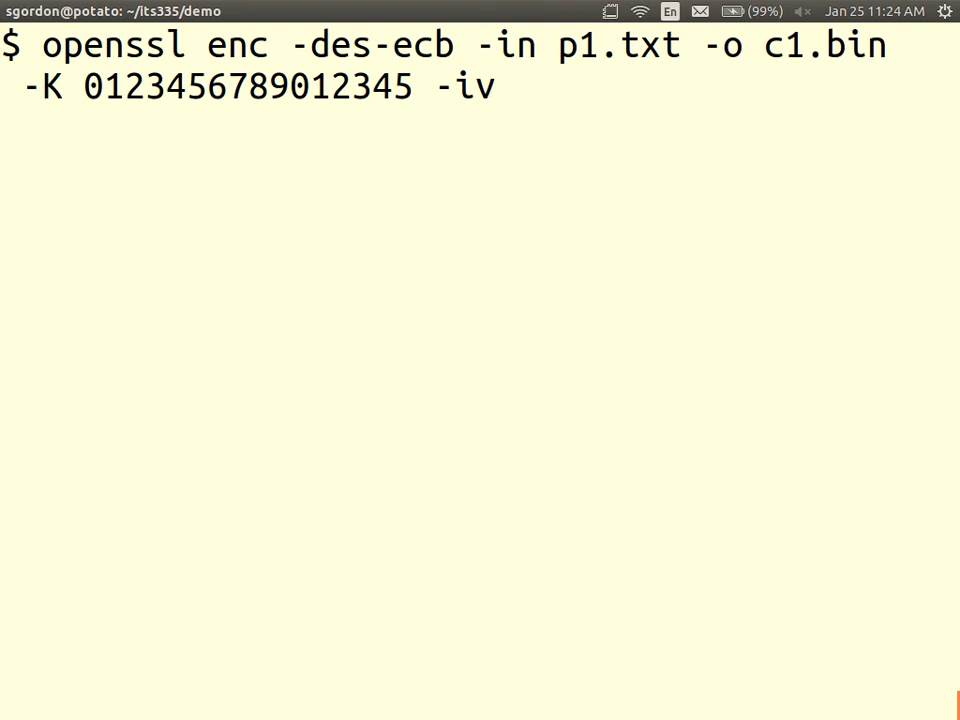 sgordon@potato: ~/its335/demo En (99%) Jan 25 11:24 AM
$ openssl enc -des-ecb -in p1.txt -o c1.bin
-K 0123456789012345 -iv